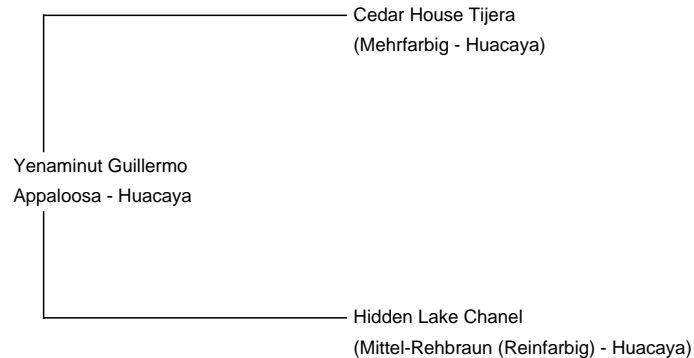 Cedar House Tijera
(Mehrfarbig - Huacaya)
Yenaminut Guillermo
Appaloosa - Huacaya
Hidden Lake Chanel
(Mittel-Rehbraun (Reinfarbig) - Huacaya)